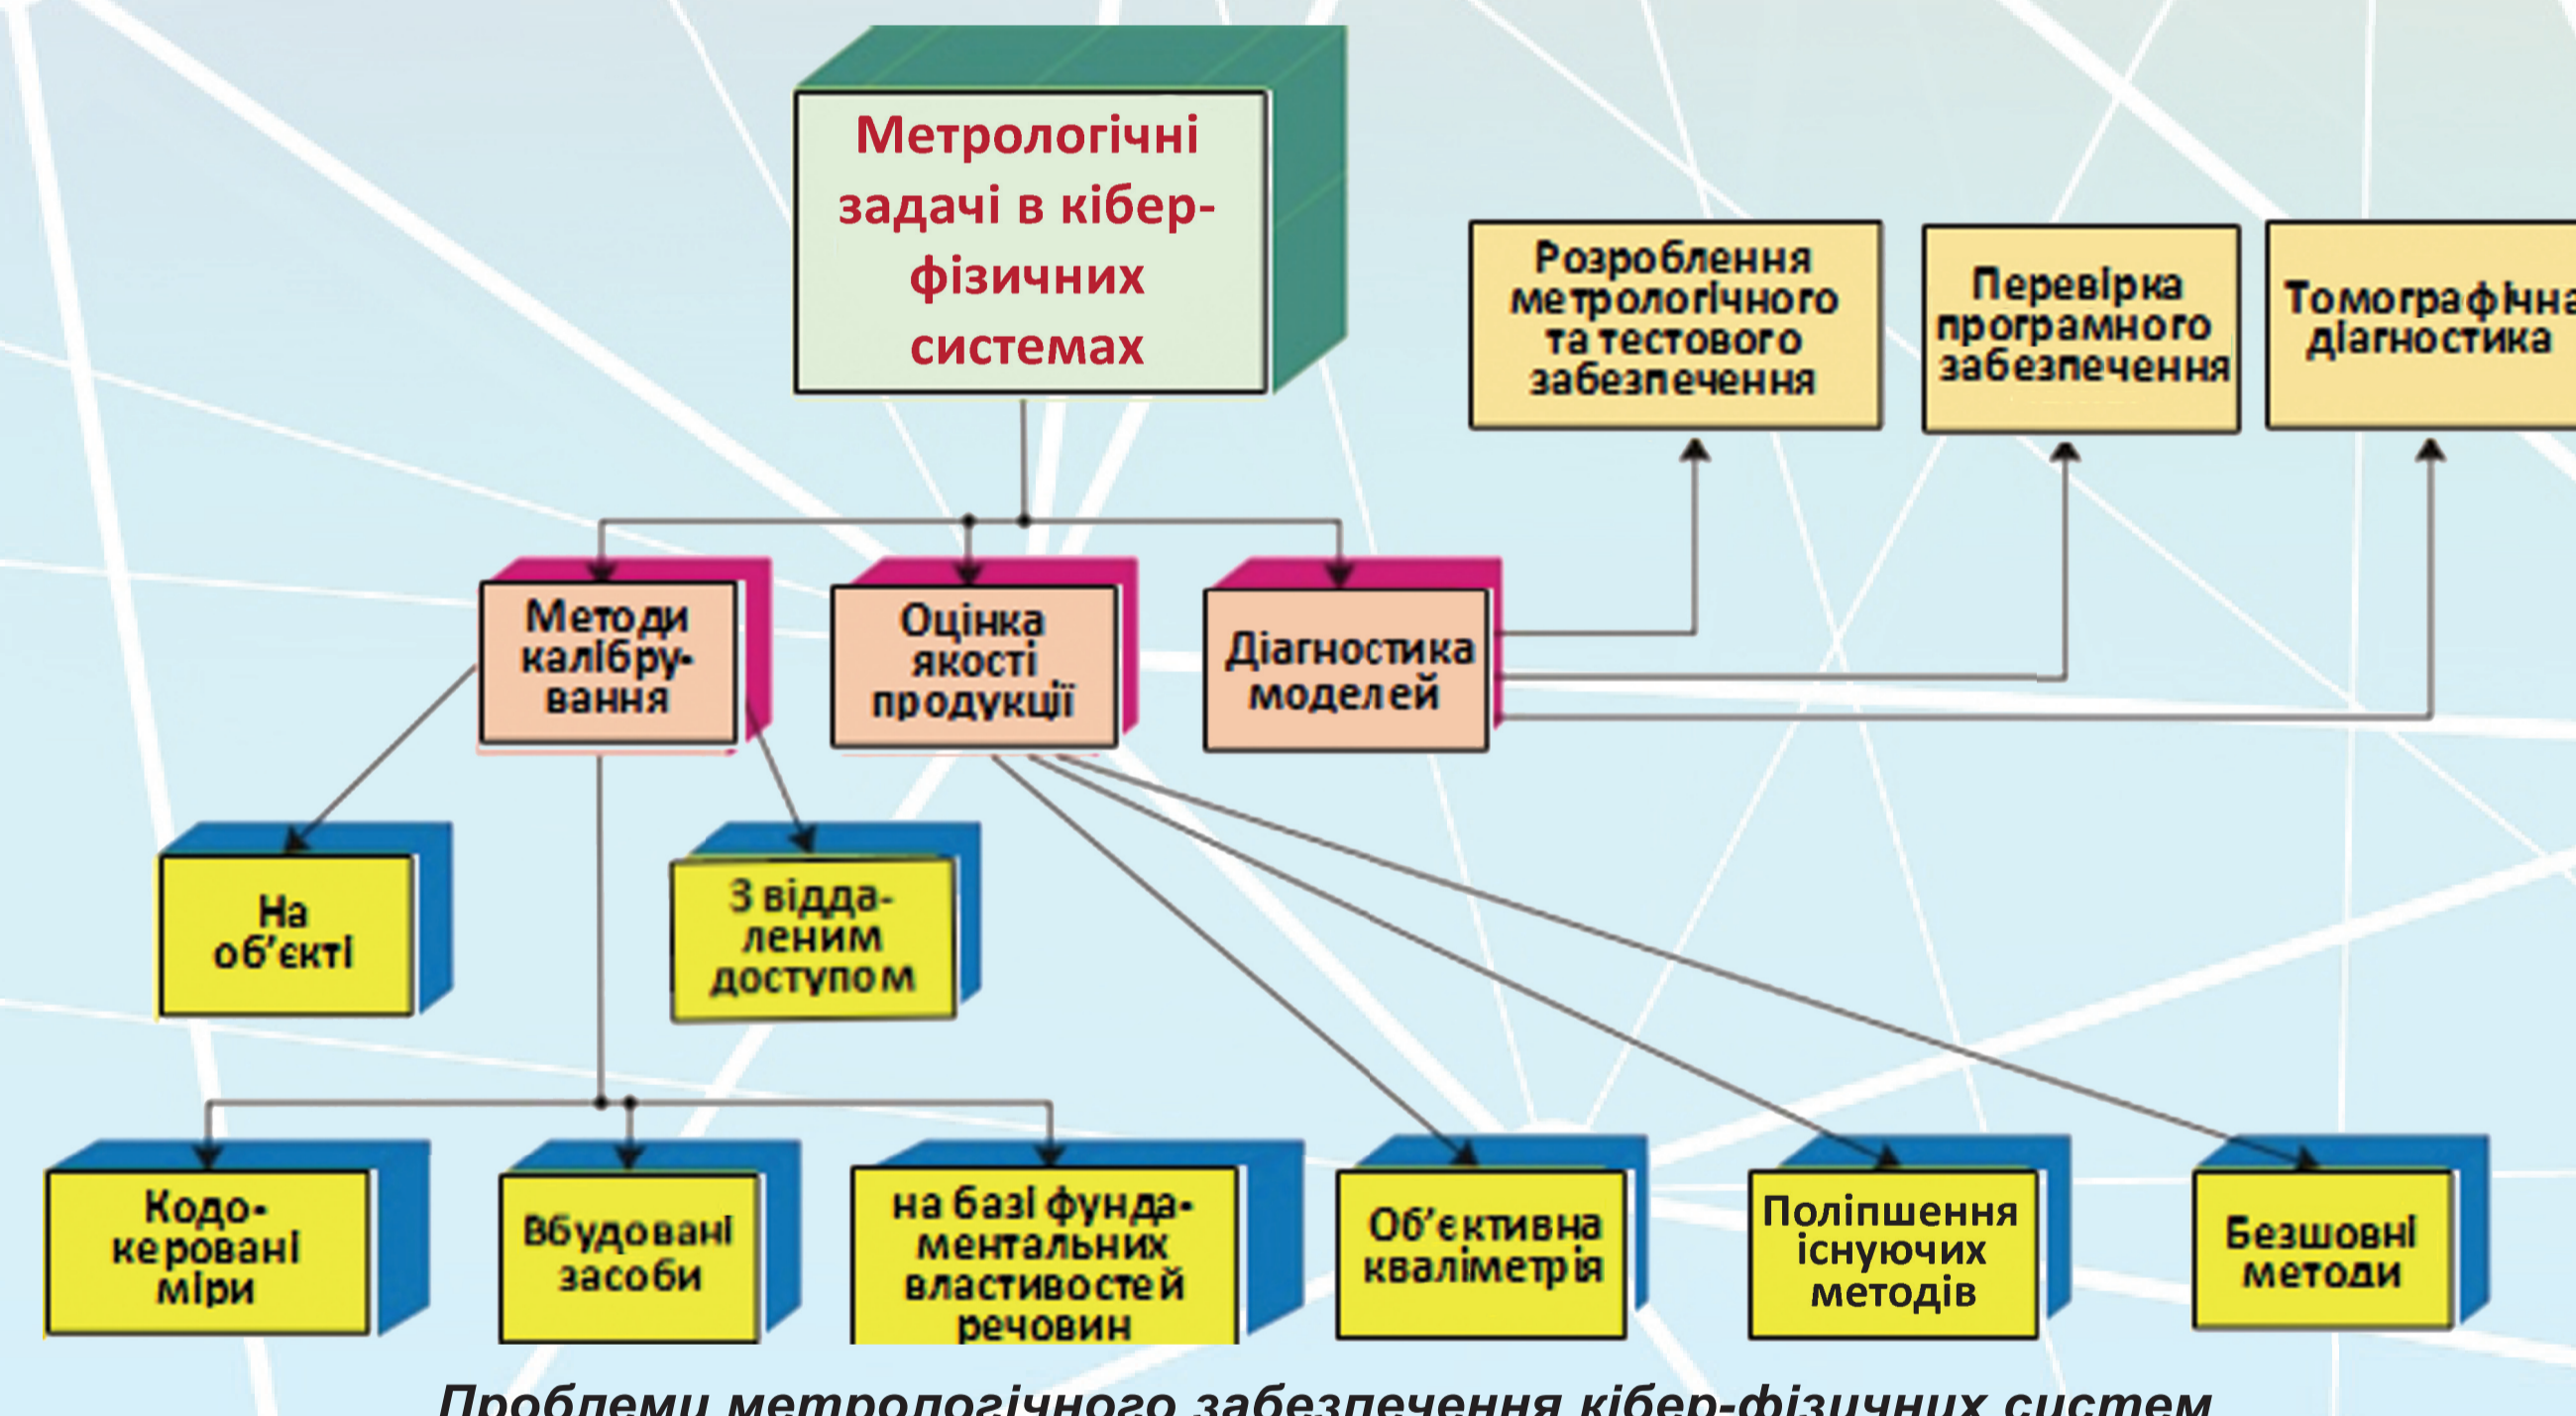 Метрологічні
задачі в кібер-
фізичних
системах
Розроблення
метрологічного
та тестового
забезпечення
Перевірка
програмного
забезпечення
Томографічна
діагностика
Методи
калібру-
вання
Оцінка
якості
продукції
Діагностика
моделей
На
об’єкті
З відда-
леним
доступом
Кодо-
керовані
міри
Вбудовані
засоби
на базі фунда-
ментальних
властивостей
речовин
Об’єктивна
кваліметрія
Поліпшення
існуючих
методів
Безшовні
методи
Проблеми метрологічного забезпечення кібер-фізичних систем